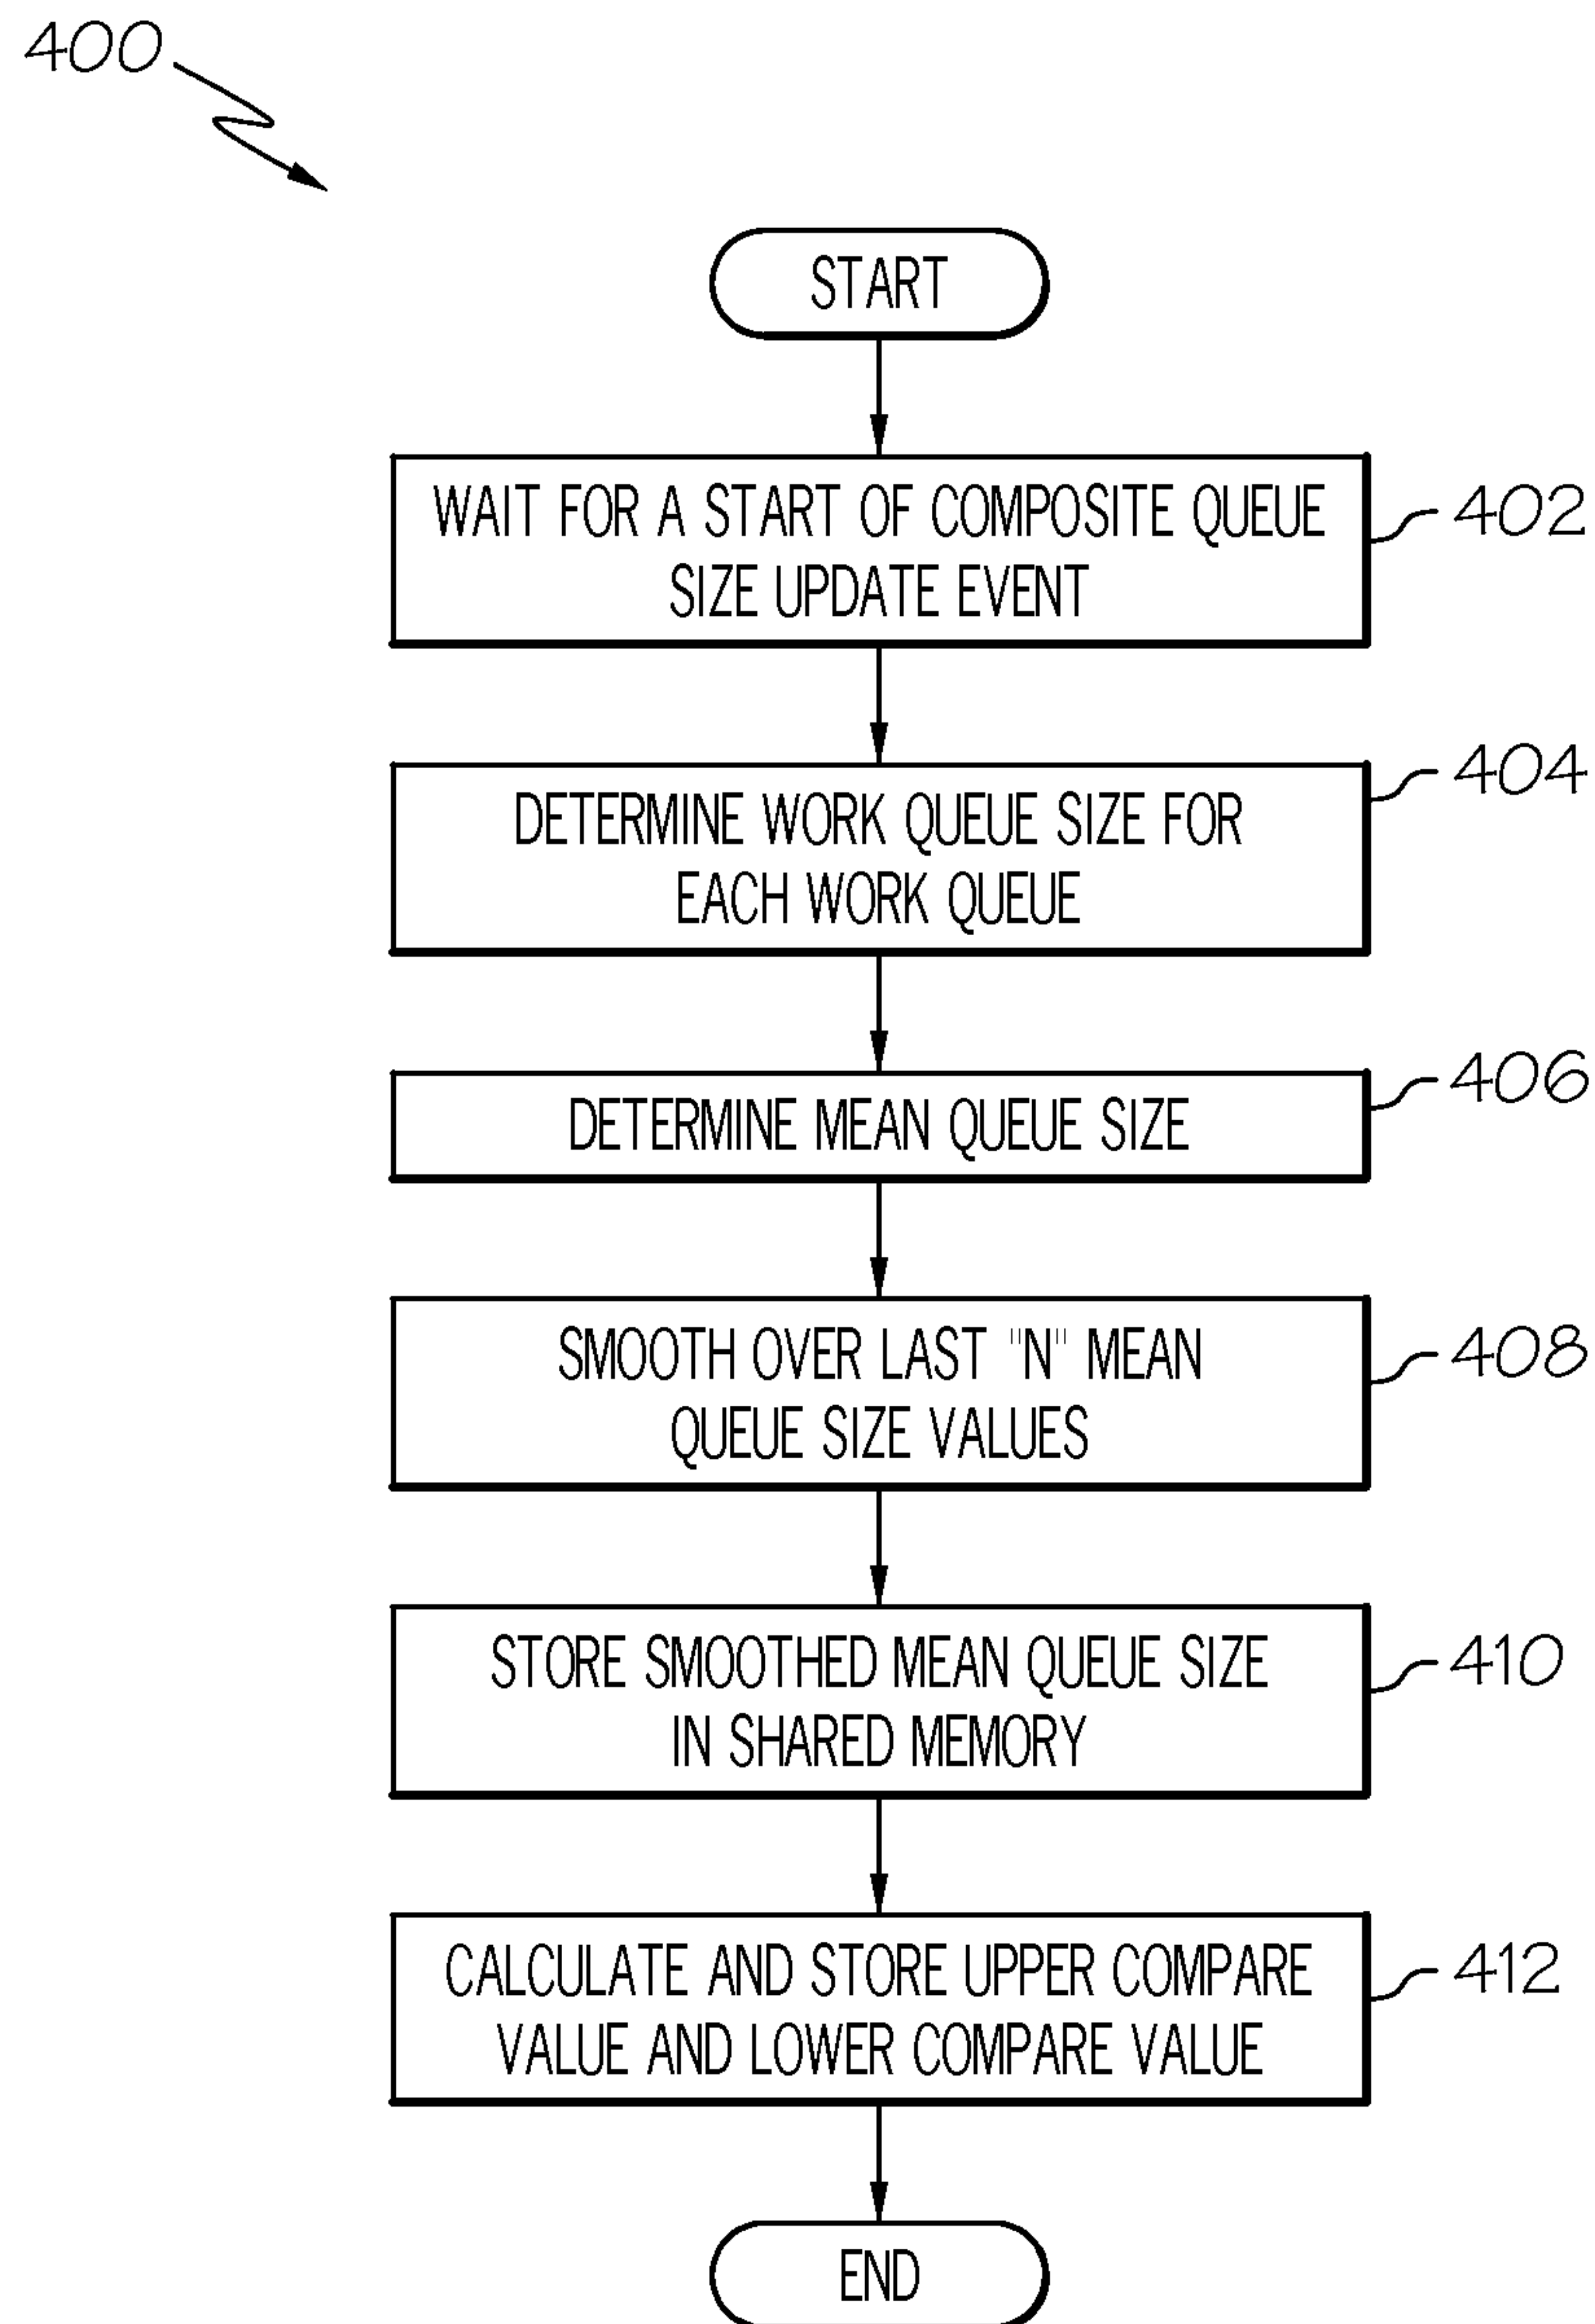 400
START
WAIT FOR A START OF COMPOSITE QUEUE
SIZE UPDATE EVENT
402
DETERMINE WORK QUEUE SIZE FOR
EACH WORK QUEUE
404
DETERMINE MEAN QUEUE SIZE
406
SMOOTH OVER LAST "N" MEAN
QUEUE SIZE VALUES
408
STORE SMOOTHED MEAN QUEUE SIZE
IN SHARED MEMORY
410
CALCULATE AND STORE UPPER COMPARE
VALUE AND LOWER COMPARE VALUE
412
END